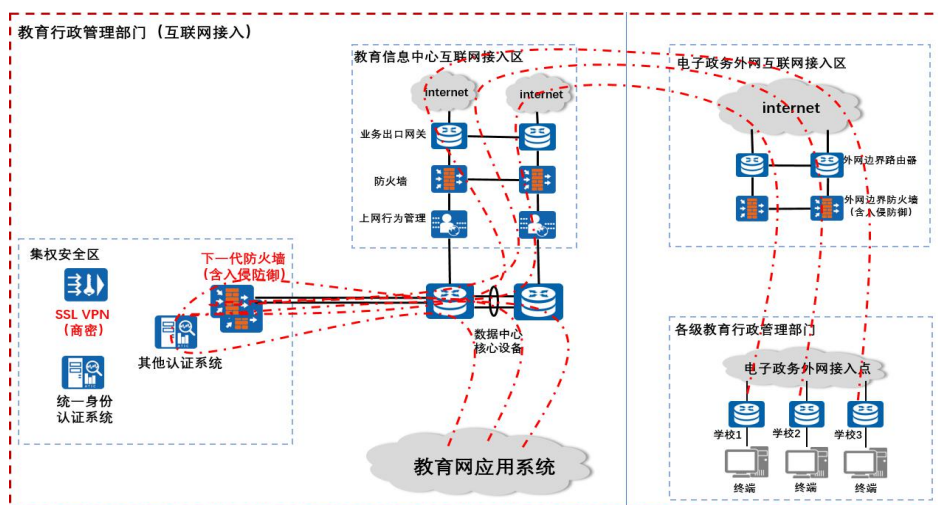 教育行政管理部门（互联网接入）
教育信息中心互联网接入区
internet
internet
业务出口网关
防火墙
上网行为管理
电子政务外网互联网接入区
internet
外网边界路由器
外网边界防火墙
（含入侵防御）
集权安全区
SSL VPN
（商密）
下一代防火墙
（含入侵防御）
其他认证系统
统一身份
认证系统
数据中心
核心设备
教育网应用系统
各级教育行政管理部门
电子政务外网接入点
学校1
学校2
学校3
终端
终端
终端